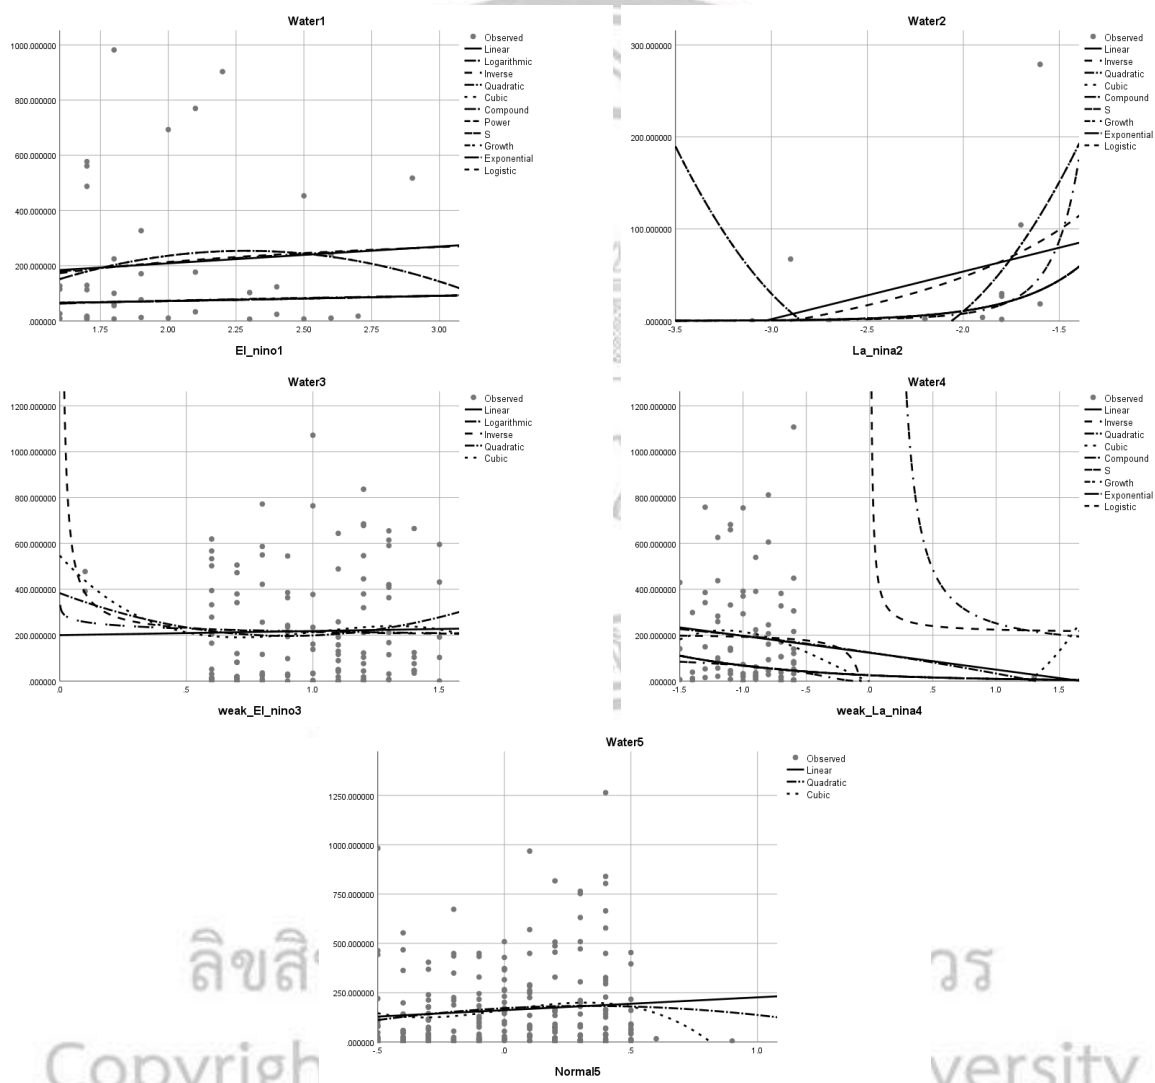 Water1
1000.000000
800.000000
600.000000
400.000000
200.000000
.000000
1.75
2.00
2.25
2.50
2.75
3.00
El_nino1
Observed
Linear
Logarithmic
Inverse
Quadratic
Cubic
Compound
Power
S
Growth
Exponential
Logistic
Water2
300.000000
200.000000
100.000000
.000000
-3.5
-3.0
-2.5
-2.0
-1.5
La_nina2
Observed
Linear
Inverse
Quadratic
Cubic
Compound
S
Growth
Exponential
Logistic
Water3
1200.000000
1000.000000
800.000000
600.000000
400.000000
200.000000
.000000
.0
.5
1.0
1.5
weak_El_nino3
Observed
Linear
Logarithmic
Inverse
Quadratic
Cubic
Water4
1200.000000
1000.000000
800.000000
600.000000
400.000000
200.000000
.000000
-1.5
-1.0
-.5
.0
.5
1.0
1.5
weak_La_nina4
Observed
Linear
Inverse
Quadratic
Cubic
Compound
S
Growth
Exponential
Logistic
Water5
1250.000000
1000.000000
750.000000
500.000000
250.000000
.000000
-.5
.0
.5
1.0
Normal5
Observed
Linear
Quadratic
Cubic
ลิขสิ วร
Copyrigh versity